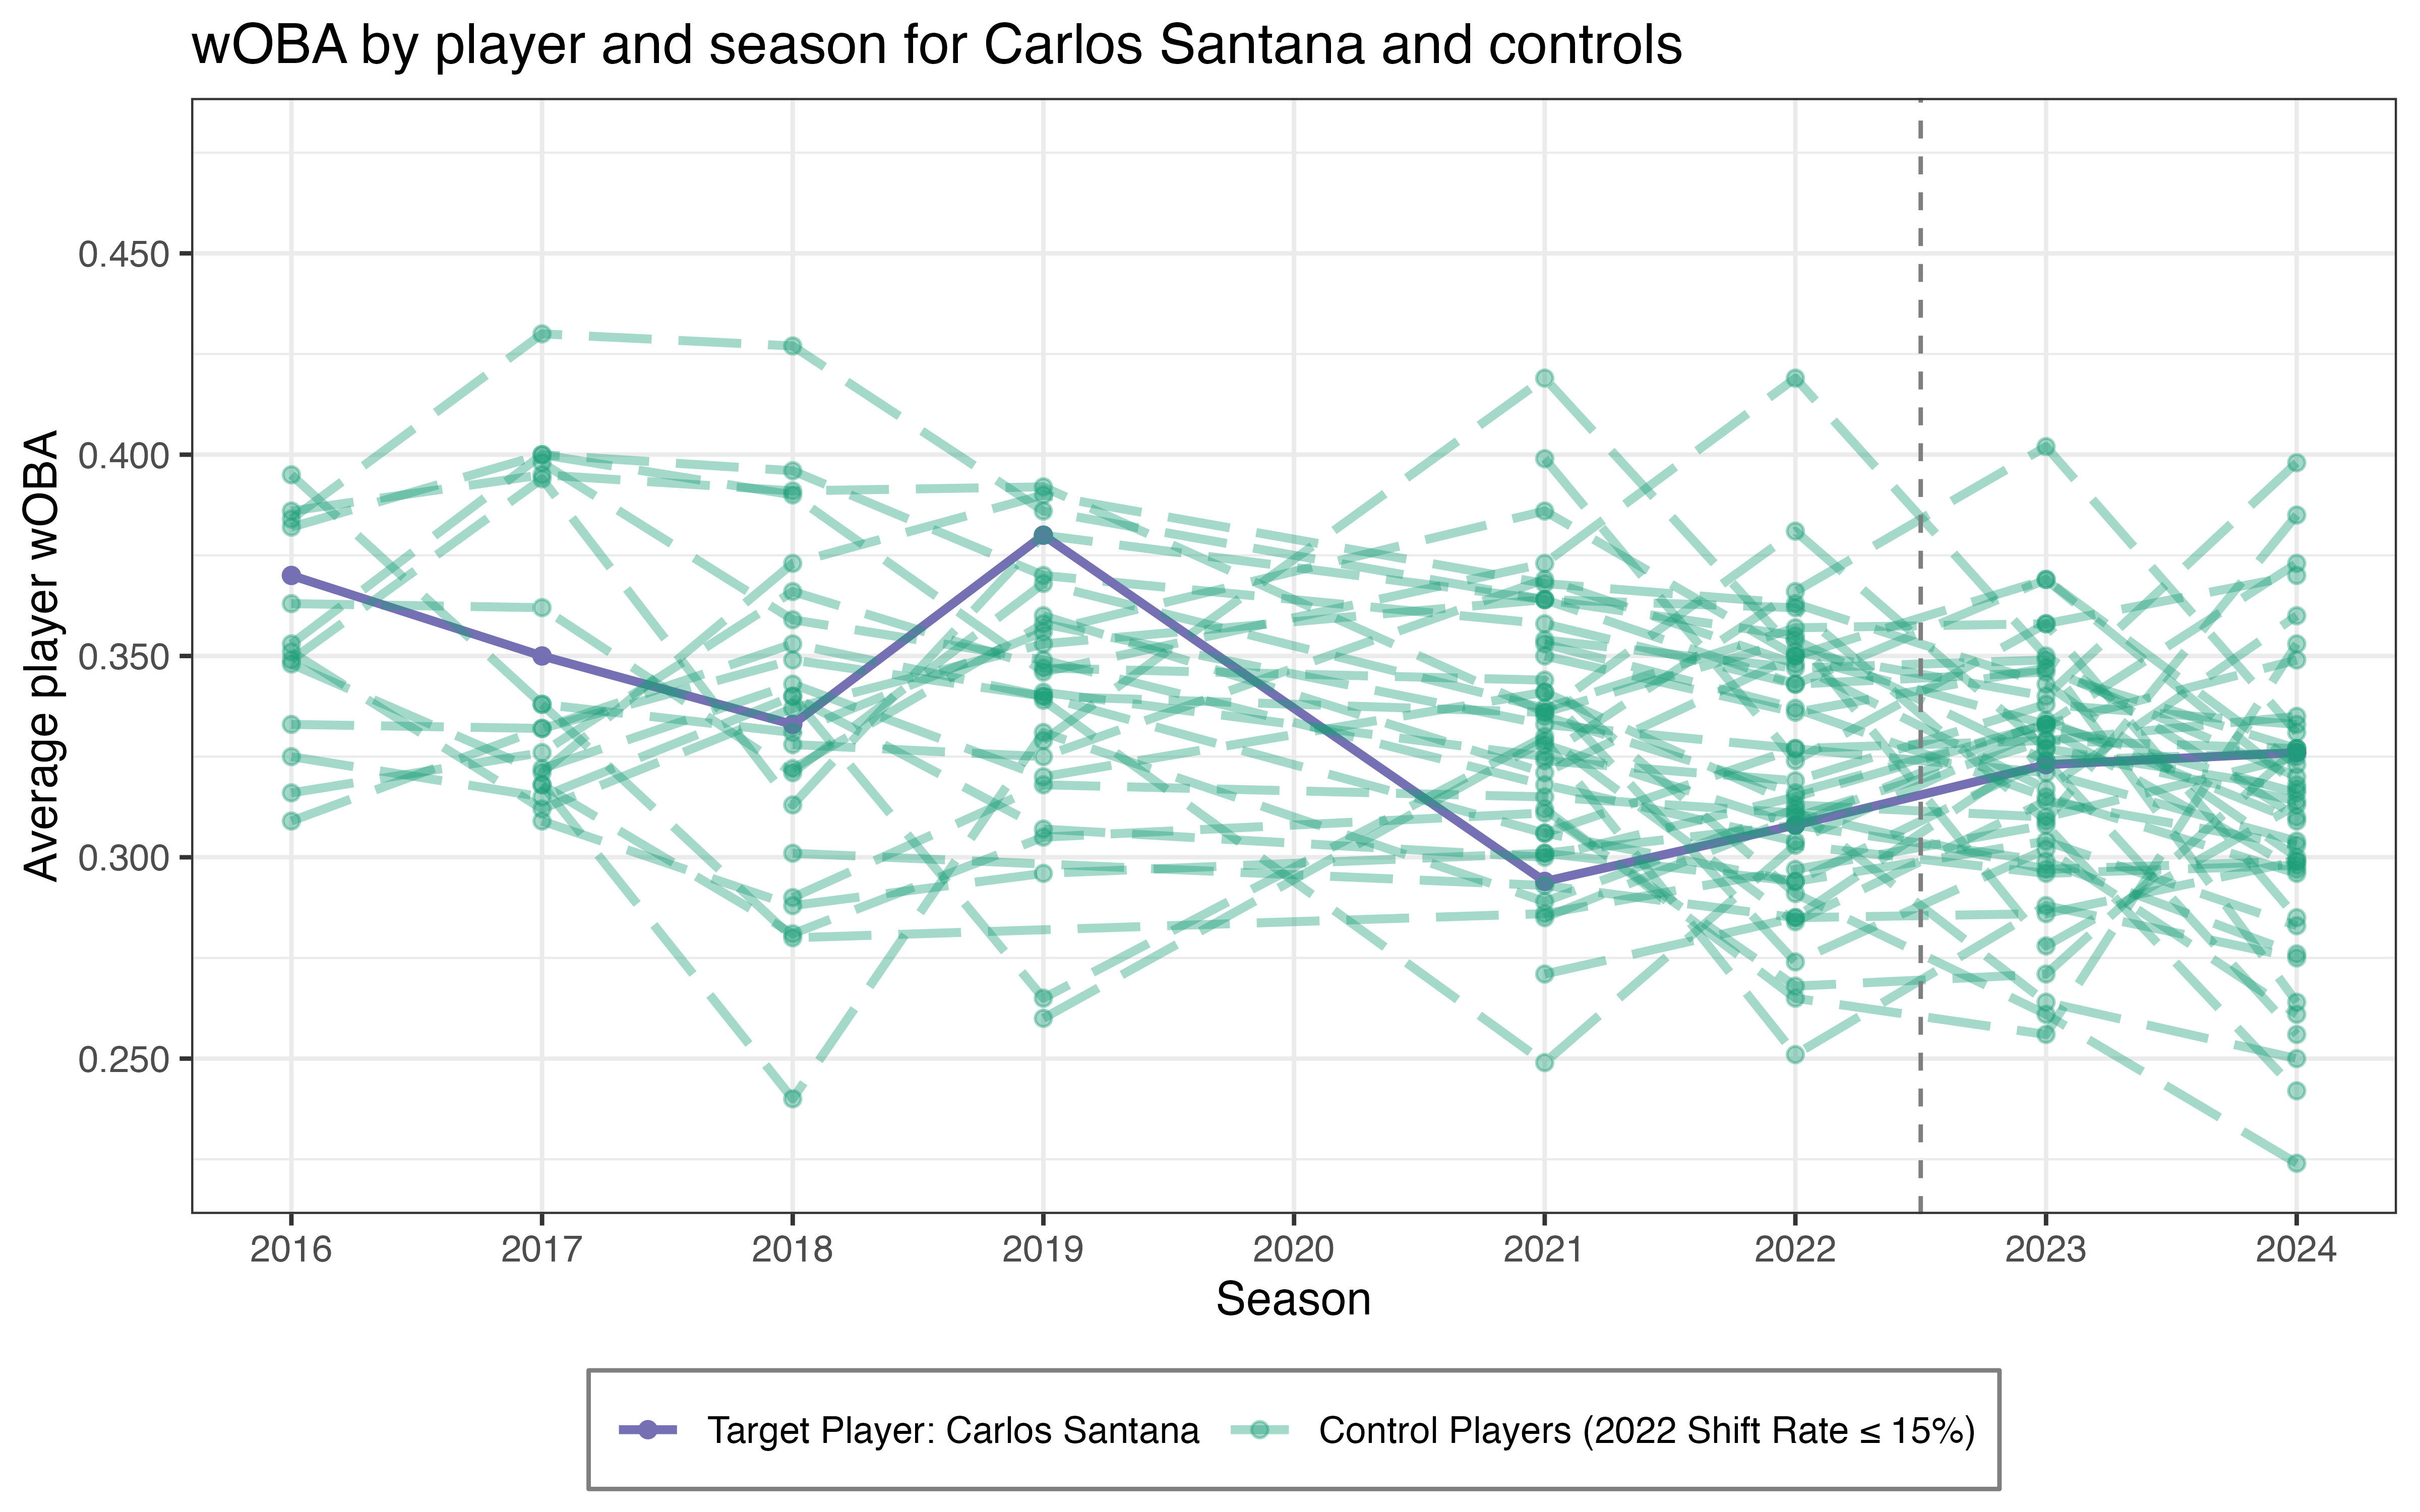 wOBA by player and season for Carlos Santana and controls
Average player wOBA
0.450
0.400
0.350
0.300
0.250
2016 2017 2018 2019 2020 2021 2022 2023 2024
Season
Target Player: Carlos Santana Control Players (2022 Shift Rate ≤ 15%)